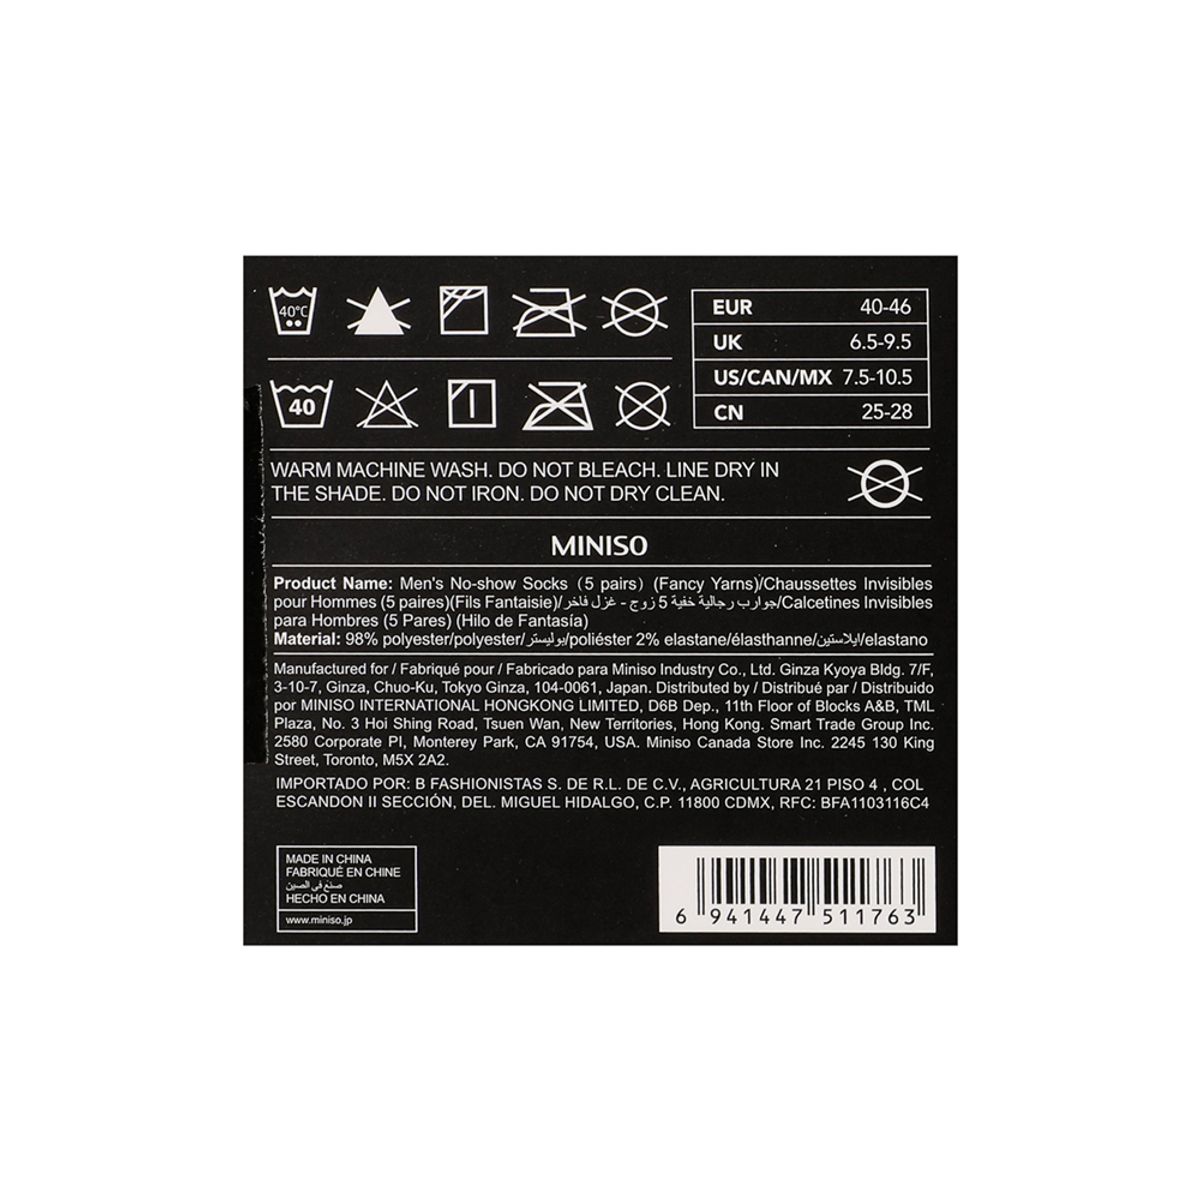 40°C
EUR 40-46
UK 6.5-9.5
US/CAN/MX 7.5-10.5
CN 25-28
40
WARM MACHINE WASH. DO NOT BLEACH. LINE DRY IN
THE SHADE. DO NOT IRON. DO NOT DRY CLEAN.
MINISO
Product Name: Men's No-show Socks (5 pairs) (Fancy Yarns)/Chaussettes Invisibles
pour Hommes (5 paires)(Fils Fantaisie)/جوارب رجالية خفية 5 زوج - غزل فاخر/Calcetines Invisibles
para Hombres (5 Pares) (Hilo de Fantasía)
Material: 98% polyester/polyester/بوليستر/poliéster 2% elastane/élasthanne/ايلاستين/elastano
Manufactured for / Fabriqué pour / Fabricado para Miniso Industry Co., Ltd. Ginza Kyoya Bldg. 7/F,
3-10-7, Ginza, Chuo-Ku, Tokyo Ginza, 104-0061, Japan. Distributed by / Distribué par / Distribuido
por MINISO INTERNATIONAL HONGKONG LIMITED, D6B Dep., 11th Floor of Blocks A&B, TML
Plaza, No. 3 Hoi Shing Road, Tsuen Wan, New Territories, Hong Kong. Smart Trade Group Inc.
2580 Corporate Pl, Monterey Park, CA 91754, USA. Miniso Canada Store Inc. 2245 130 King
Street, Toronto, M5X 2A2.
IMPORTADO POR: B FASHIONISTAS S. DE R.L. DE C.V., AGRICULTURA 21 PISO 4 , COL
ESCANDON II SECCIÓN, DEL. MIGUEL HIDALGO, C.P. 11800 CDMX, RFC: BFA1103116C4
MADE IN CHINA
FABRIQUÉ EN CHINE
صنع في الصين
HECHO EN CHINA
www.miniso.jp
6 941447 511763